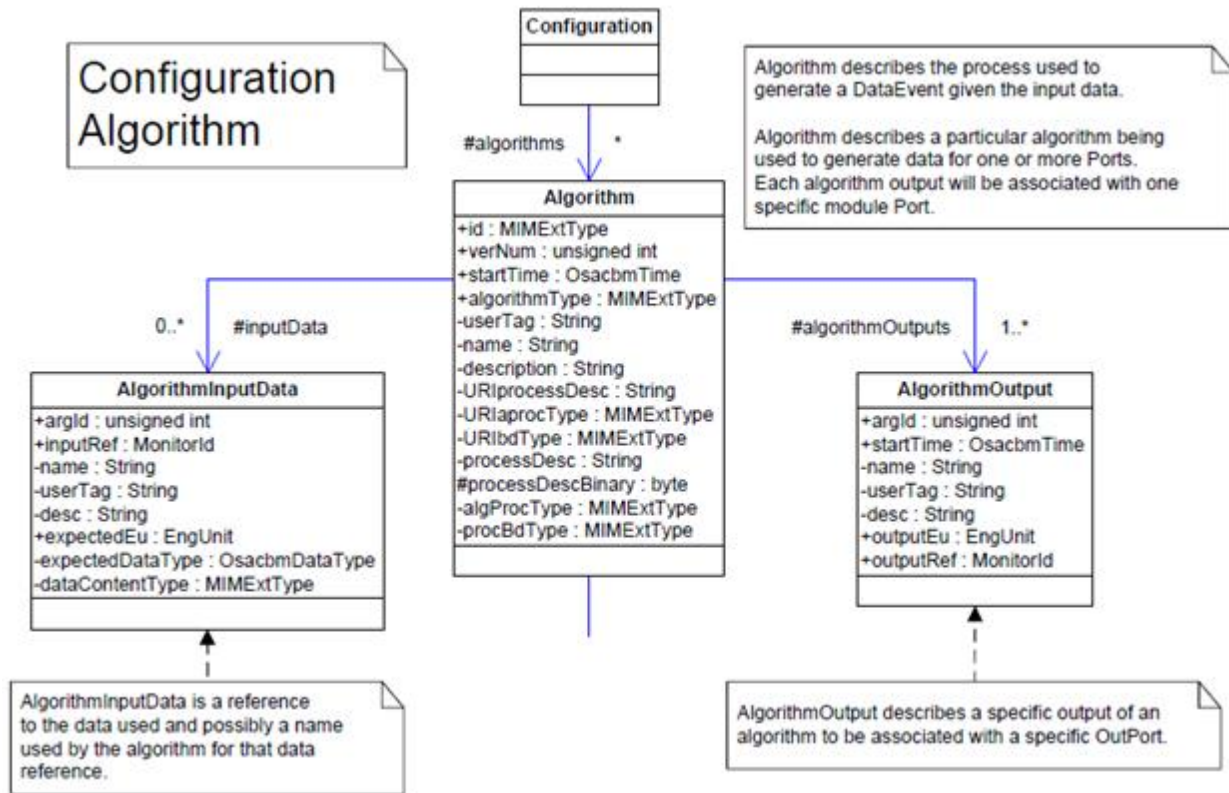 Configuration
Algorithm
Configuration
Algorithm describes the process used to
generate a DataEvent given the input data.
Algorithm describes a particular algorithm being
used to generate data for one or more Ports.
Each algorithm output will be associated with one
specific module Port.
#algorithms *
Algorithm
+id : MIMExtType
+verNum : unsigned int
+startTime : OsacbmTime
+algorithmType : MIMExtType
-userTag : String
-name : String
-description : String
-URIprocessDesc : String
-URIaprocType : MIMExtType
-URIbdType : MIMExtType
-processDesc : String
#processDescBinary : byte
-algProcType : MIMExtType
-procBdType : MIMExtType
0..* #inputData
#algorithmOutputs 1..*
AlgorithmInputData
+argId : unsigned int
+inputRef : MonitorId
-name : String
-userTag : String
-desc : String
+expectedEu : EngUnit
-expectedDataType : OsacbmDataType
-dataContentType : MIMExtType
AlgorithmOutput
+argId : unsigned int
+startTime : OsacbmTime
-name : String
-userTag : String
-desc : String
+outputEu : EngUnit
+outputRef : MonitorId
AlgorithmInputData is a reference
to the data used and possibly a name
used by the algorithm for that data
reference.
AlgorithmOutput describes a specific output of an
algorithm to be associated with a specific OutPort.